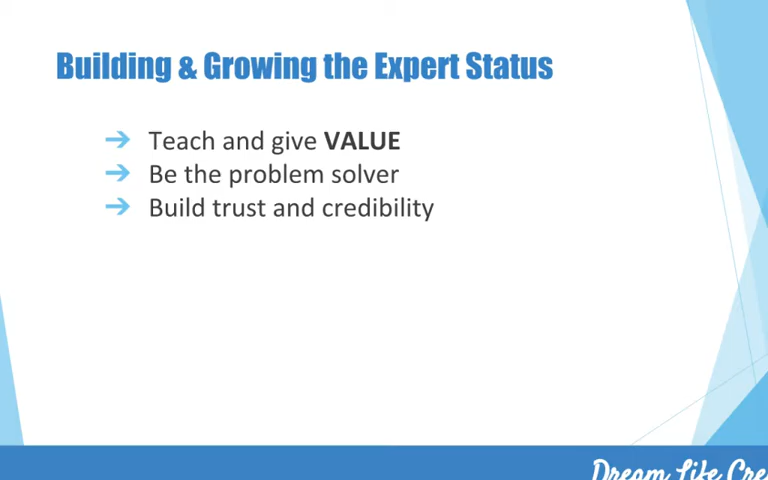 Building & Growing the Expert Status
➔ Teach and give VALUE
➔ Be the problem solver
➔ Build trust and credibility
Dream Life Cre